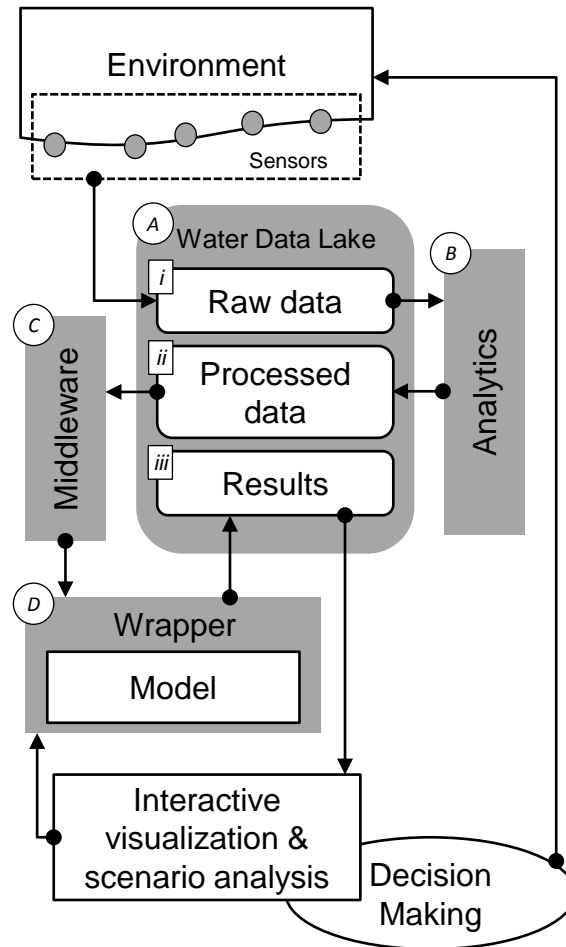 Environment
Sensors
A
Water Data Lake
B
i
Raw data
C
ii
Processed
data
Middleware
Analytics
iii
Results
D
Wrapper
Model
Interactive
visualization &
scenario analysis
Decision
Making